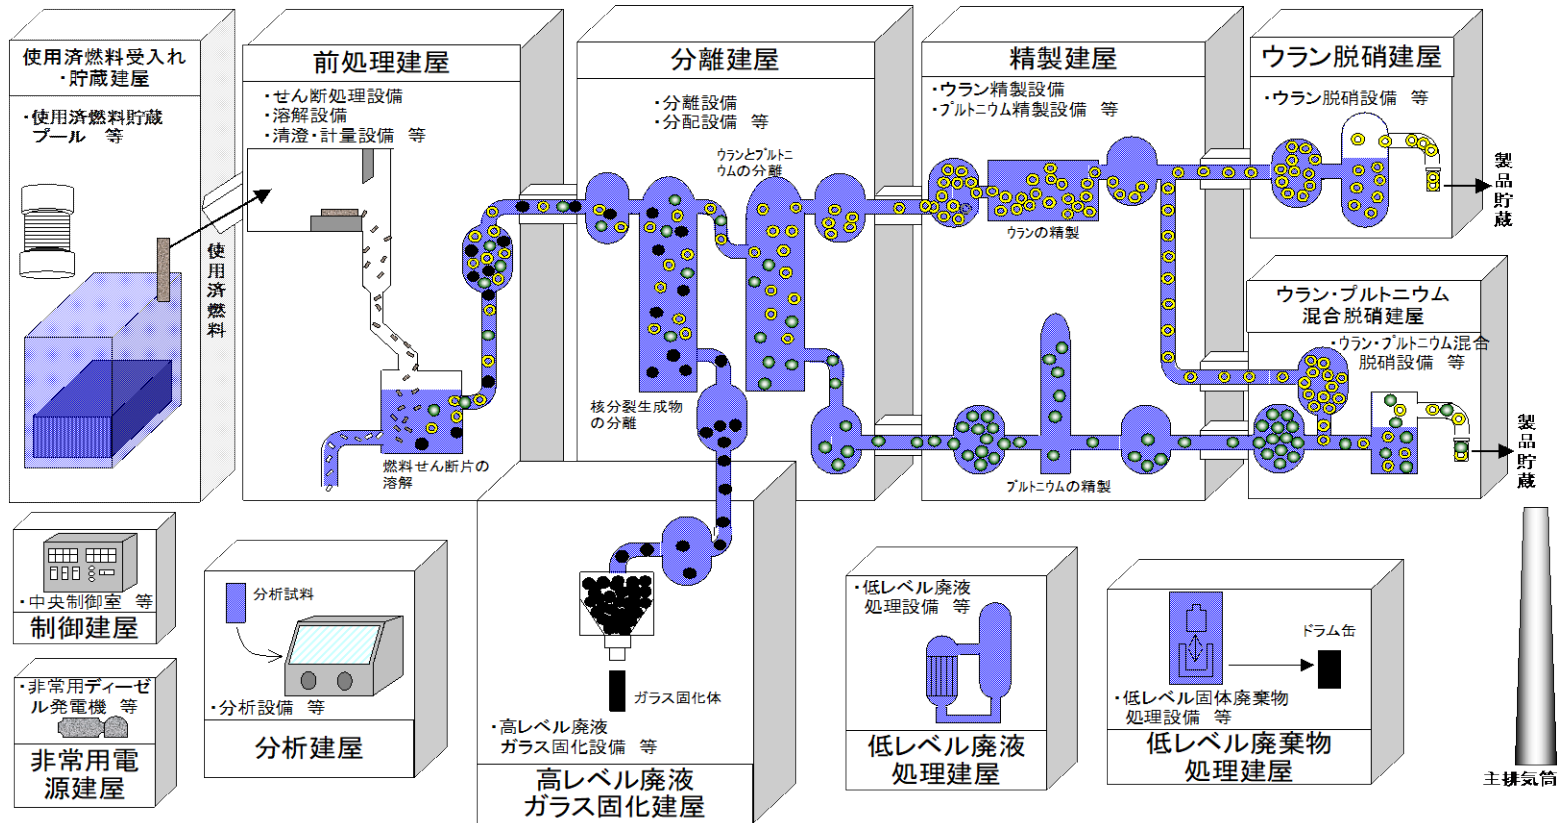 使用済燃料受入れ
・貯蔵建屋
・使用済燃料貯蔵
プール 等
使用済燃料
前処理建屋
・せん断処理設備
・溶解設備
・清澄・計量設備 等
燃料せん断片の
溶解
分離建屋
・分離設備
・分配設備 等
ウランとプルトニ
ウムの分離
核分裂生成物
の分離
精製建屋
・ウラン精製設備
・プルトニウム精製設備 等
ウランの精製
プルトニウムの精製
ウラン脱硝建屋
・ウラン脱硝設備 等
製品貯蔵
ウラン・プルトニウム
混合脱硝建屋
・ウラン・プルトニウム混合
脱硝設備 等
製品貯蔵
・中央制御室 等
制御建屋
・非常用ディーゼ
ル発電機 等
非常用電
源建屋
分析試料
・分析設備 等
分析建屋
ガラス固化体
・高レベル廃液
ガラス固化設備 等
高レベル廃液
ガラス固化建屋
・低レベル廃液
処理設備 等
低レベル廃液
処理建屋
ドラム缶
・低レベル固体廃棄物
処理設備 等
低レベル廃棄物
処理建屋
主排気筒